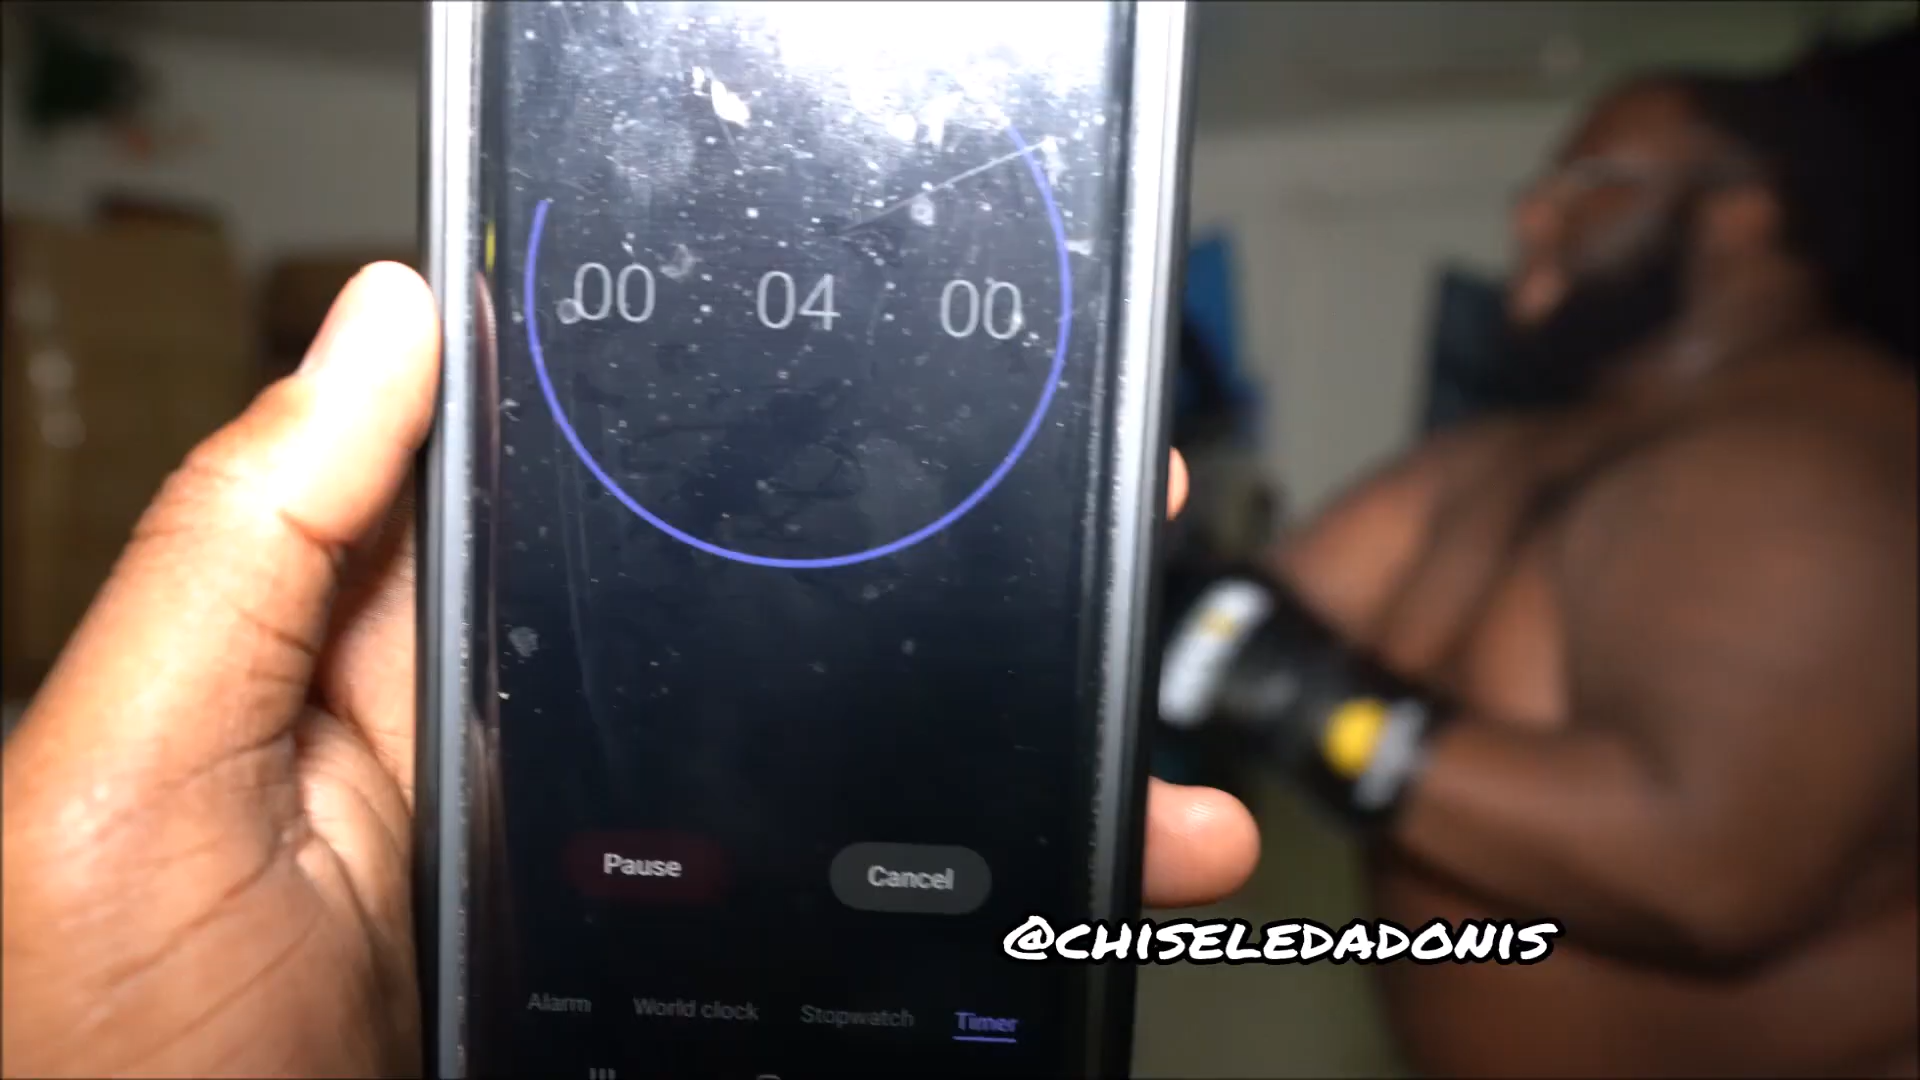 00 04 00
Pause Cancel
@CHISELEDADONIS
Alarm World clock Stopwatch Timer